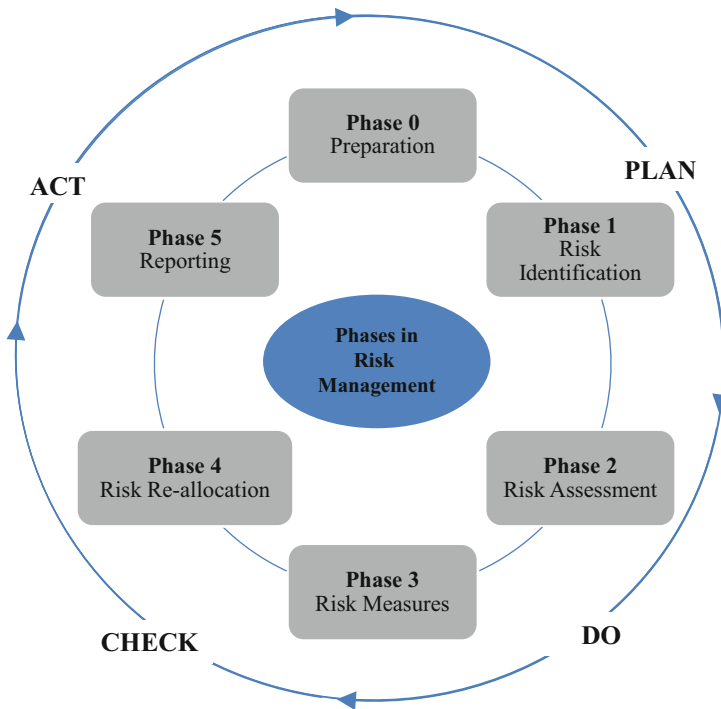 Phase 0
Preparation
ACT
PLAN
Phase 5
Reporting
Phase 1
Risk
Identification
Phases in
Risk
Management
Phase 4
Risk Re-allocation
Phase 2
Risk Assessment
Phase 3
Risk Measures
CHECK
DO